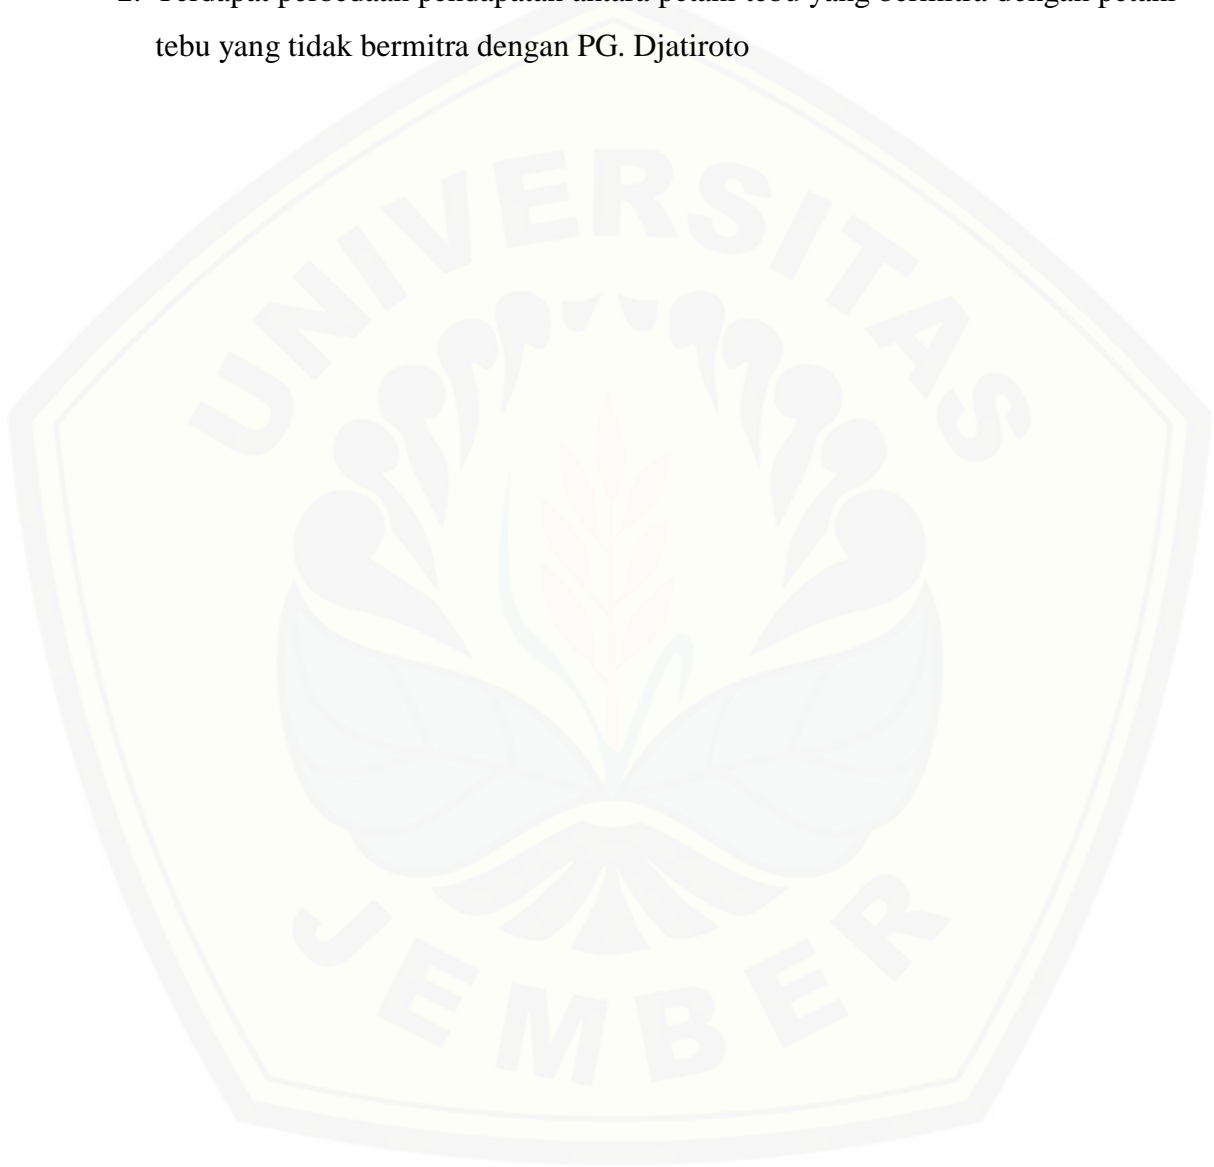 2. Terdapat perbedaan pendapatan antara petani tebu yang bermitra dengan petani
tebu yang tidak bermitra dengan PG. Djatiroto
UNIVERSITAS
JEMBER